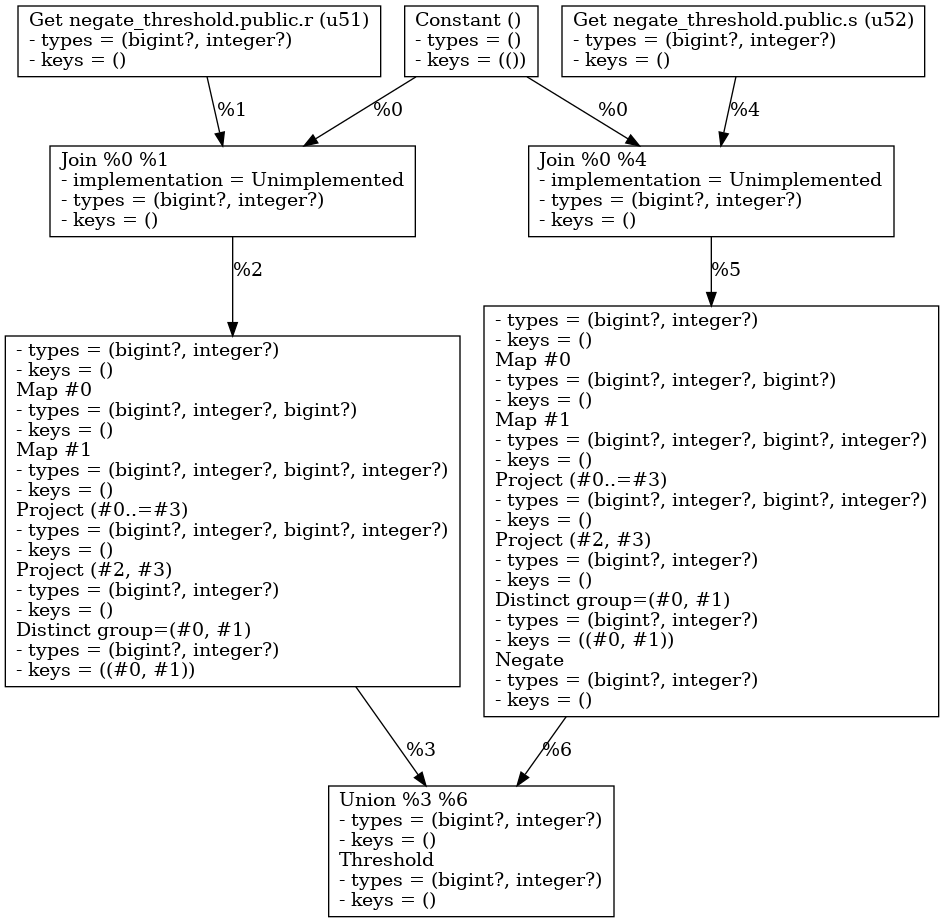 Get negate_threshold.public.r (u51)
- types = (bigint?, integer?)
- keys = ()
Constant ()
- types = ()
- keys = (())
Get negate_threshold.public.s (u52)
- types = (bigint?, integer?)
- keys = ()
%1
%0
%0
%4
Join %0 %1
- implementation = Unimplemented
- types = (bigint?, integer?)
- keys = ()
Join %0 %4
- implementation = Unimplemented
- types = (bigint?, integer?)
- keys = ()
%2
%5
- types = (bigint?, integer?)
- keys = ()
Map #0
- types = (bigint?, integer?, bigint?)
- keys = ()
Map #1
- types = (bigint?, integer?, bigint?, integer?)
- keys = ()
Project (#0..=#3)
- types = (bigint?, integer?, bigint?, integer?)
- keys = ()
Project (#2, #3)
- types = (bigint?, integer?)
- keys = ()
Distinct group=(#0, #1)
- types = (bigint?, integer?)
- keys = ((#0, #1))
- types = (bigint?, integer?)
- keys = ()
Map #0
- types = (bigint?, integer?, bigint?)
- keys = ()
Map #1
- types = (bigint?, integer?, bigint?, integer?)
- keys = ()
Project (#0..=#3)
- types = (bigint?, integer?, bigint?, integer?)
- keys = ()
Project (#2, #3)
- types = (bigint?, integer?)
- keys = ()
Distinct group=(#0, #1)
- types = (bigint?, integer?)
- keys = ((#0, #1))
Negate
- types = (bigint?, integer?)
- keys = ()
%3
%6
Union %3 %6
- types = (bigint?, integer?)
- keys = ()
Threshold
- types = (bigint?, integer?)
- keys = ()